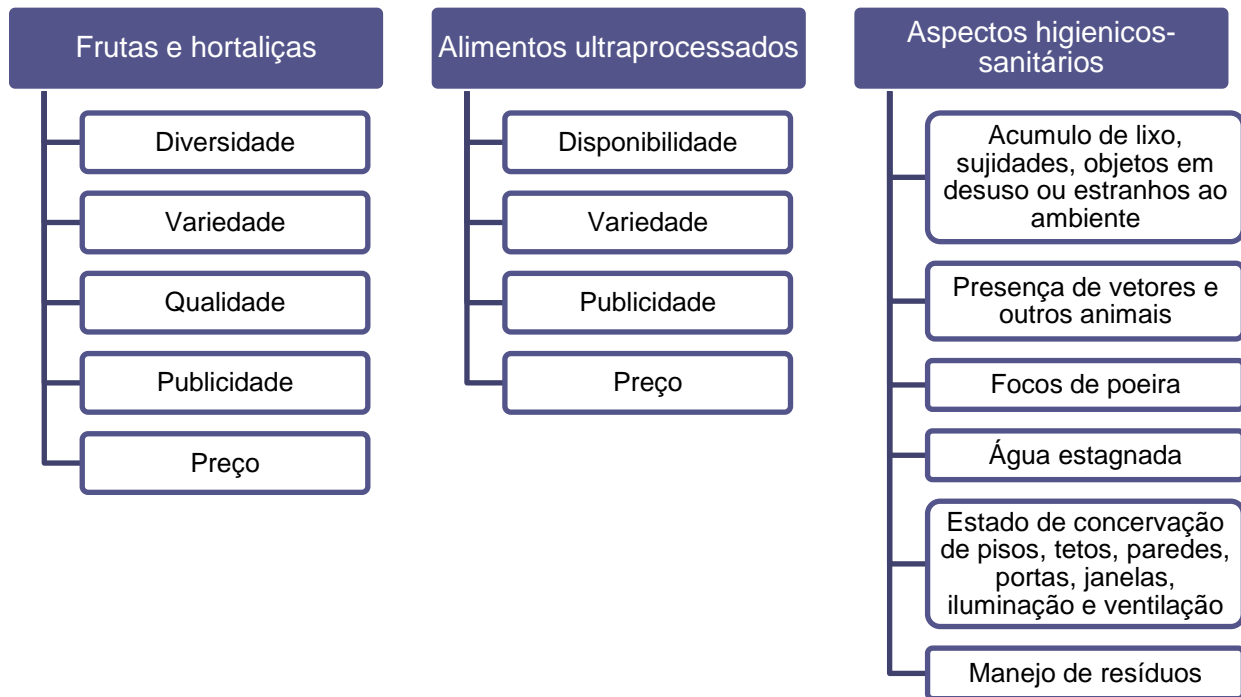 Frutas e hortaliças
Diversidade
Variedade
Qualidade
Publicidade
Preço
Alimentos ultraprocessados
Disponibilidade
Variedade
Publicidade
Preço
Aspectos higienicos-
sanitários
Acumulo de lixo,
sujidades, objetos em
desuso ou estranhos ao
ambiente
Presença de vetores e
outros animais
Focos de poeira
Água estagnada
Estado de concervação
de pisos, tetos, paredes,
portas, janelas,
iluminação e ventilação
Manejo de resíduos